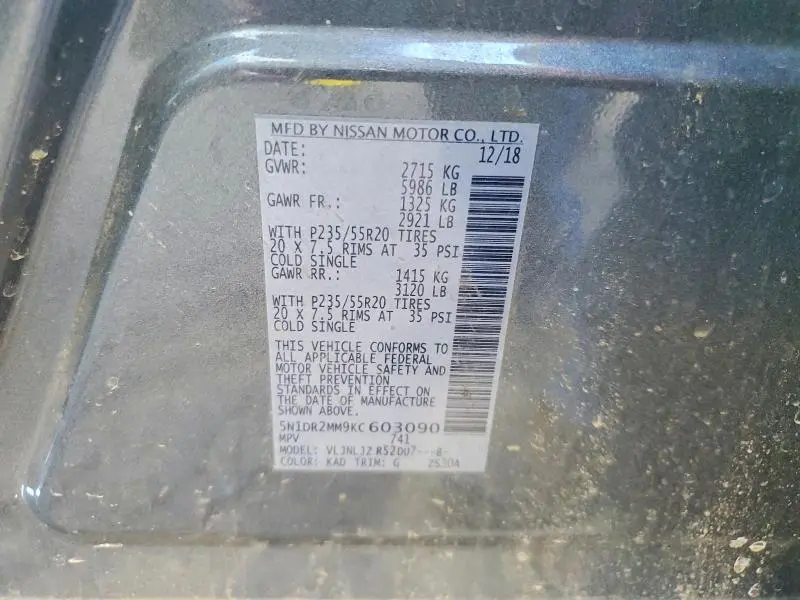 MFD BY NISSAN MOTOR CO., LTD.
DATE: 12/18
GVWR: 2715 KG
5986 LB
GAWR FR.: 1325 KG
2921 LB
WITH P235/55R20 TIRES
20 X 7.5 RIMS AT 35 PSI
COLD SINGLE
GAWR RR.: 1415 KG
3120 LB
WITH P235/55R20 TIRES
20 X 7.5 RIMS AT 35 PSI
COLD SINGLE
THIS VEHICLE CONFORMS TO
ALL APPLICABLE FEDERAL
MOTOR VEHICLE SAFETY AND
THEFT PREVENTION
STANDARDS IN EFFECT ON
THE DATE OF MANUFACTURE
SHOWN ABOVE.
5N1DR2MM9KC603090
MPV 741
MODEL:
COLOR: KAD TRIM: G